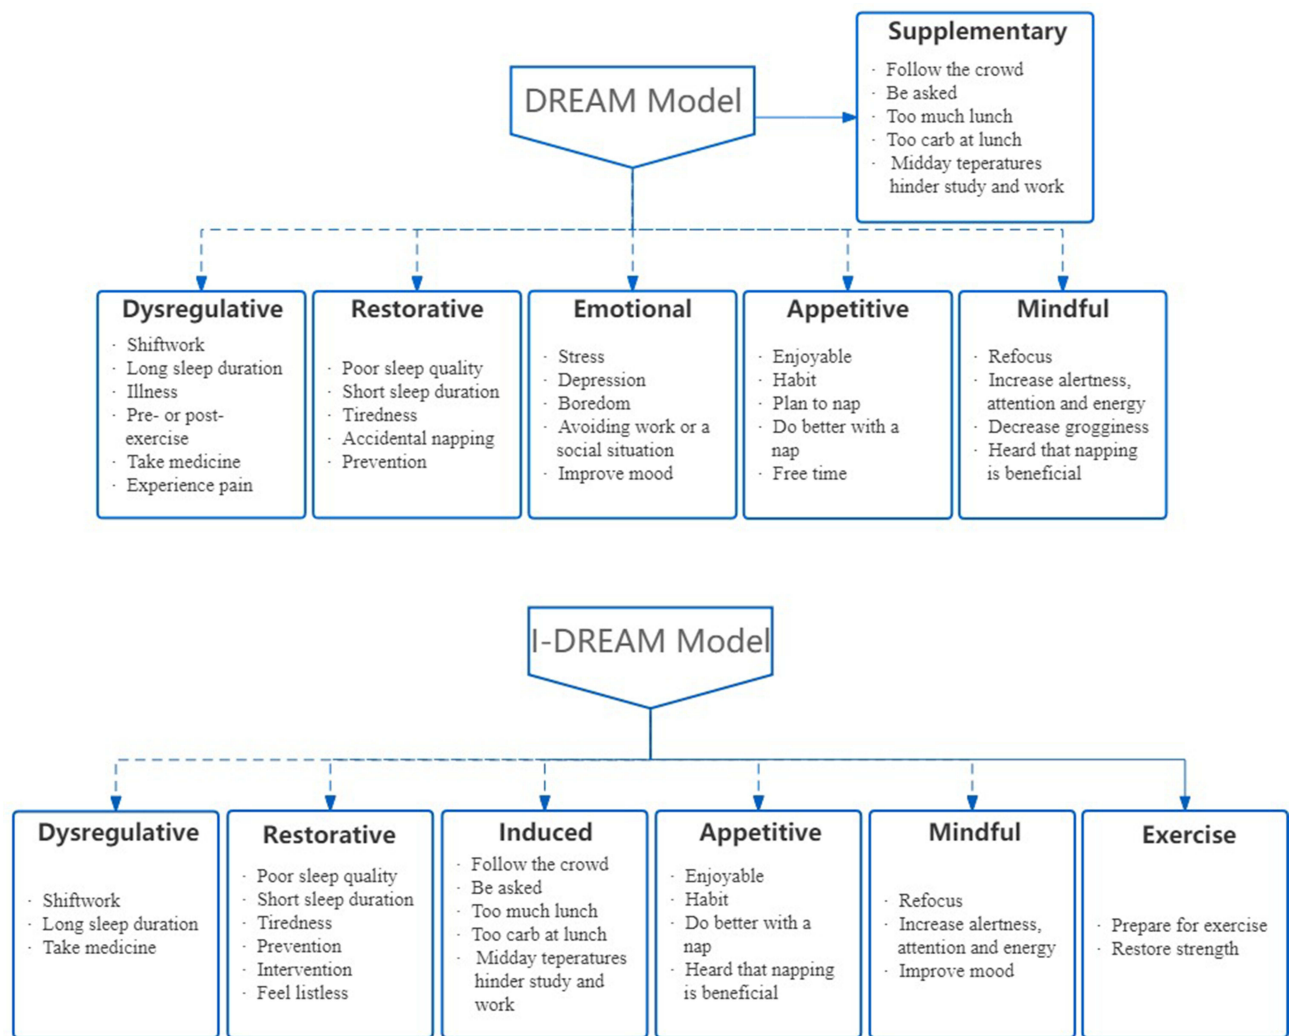 Supplementary
· Follow the crowd
· Be asked
· Too much lunch
· Too carb at lunch
· Midday teperatures
hinder study and work
DREAM Model
Dysregulative
· Shiftwork
· Long sleep duration
· Illness
· Pre- or post-
exercise
· Take medicine
· Experience pain
Restorative
· Poor sleep quality
· Short sleep duration
· Tiredness
· Accidental napping
· Prevention
Emotional
· Stress
· Depression
· Boredom
· Avoiding work or a
social situation
· Improve mood
Appetitive
· Enjoyable
· Habit
· Plan to nap
· Do better with a
nap
· Free time
Mindful
· Refocus
· Increase alertness,
attention and energy
· Decrease grogginess
· Heard that napping
is beneficial
I-DREAM Model
Dysregulative
· Shiftwork
· Long sleep duration
· Take medicine
Restorative
· Poor sleep quality
· Short sleep duration
· Tiredness
· Prevention
· Intervention
· Feel listless
Induced
· Follow the crowd
· Be asked
· Too much lunch
· Too carb at lunch
· Midday teperatures
hinder study and
work
Appetitive
· Enjoyable
· Habit
· Do better with a
nap
· Heard that napping
is beneficial
Mindful
· Refocus
· Increase alertness,
attention and energy
· Improve mood
Exercise
· Prepare for exercise
· Restore strength